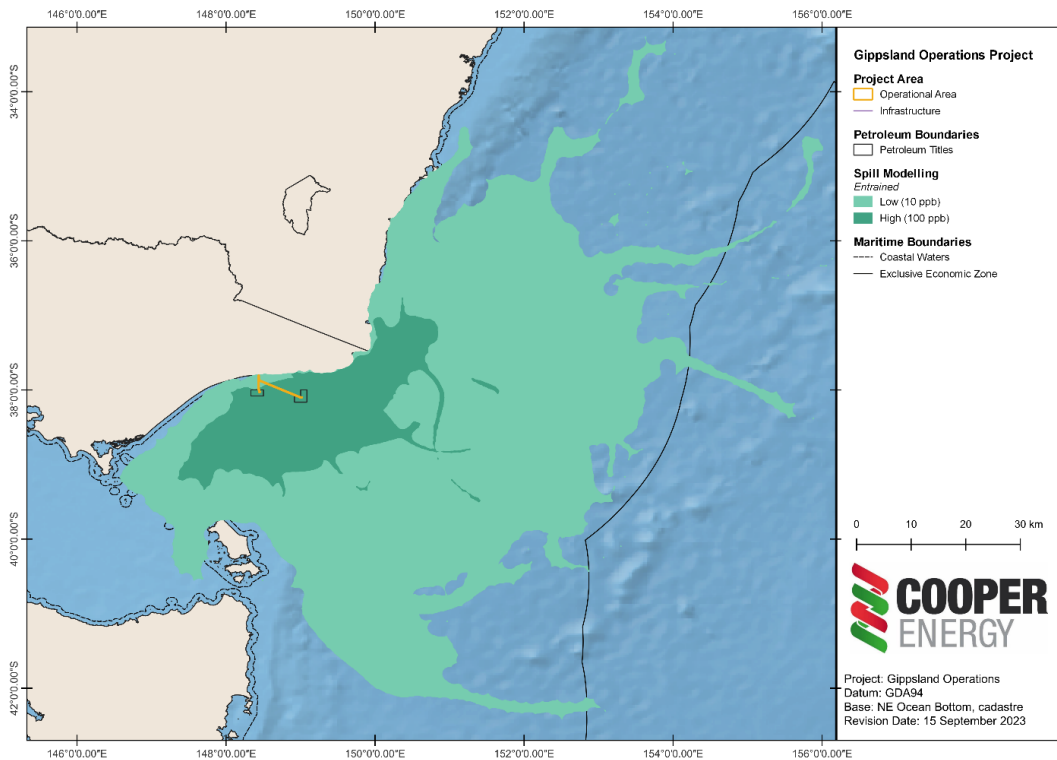 146°0'0.00"E 148°0'0.00"E 150°0'0.00"E 152°0'0.00"E 154°0'0.00"E 156°0'0.00"E
34°0'0.00"S
36°0'0.00"S
38°0'0.00"S
40°0'0.00"S
42°0'0.00"S
146°0'0.00"E 148°0'0.00"E 150°0'0.00"E 152°0'0.00"E 154°0'0.00"E 156°0'0.00"E
Gippsland Operations Project
Project Area
Operational Area
Infrastructure
Petroleum Boundaries
Petroleum Titles
Spill Modelling
Entrained
Low (10 ppb)
High (100 ppb)
Maritime Boundaries
Coastal Waters
Exclusive Economic Zone
0 10 20 30 km
COOPER
ENERGY
Project: Gippsland Operations
Datum: GDA94
Base: NE Ocean Bottom, cadastre
Revision Date: 15 September 2023